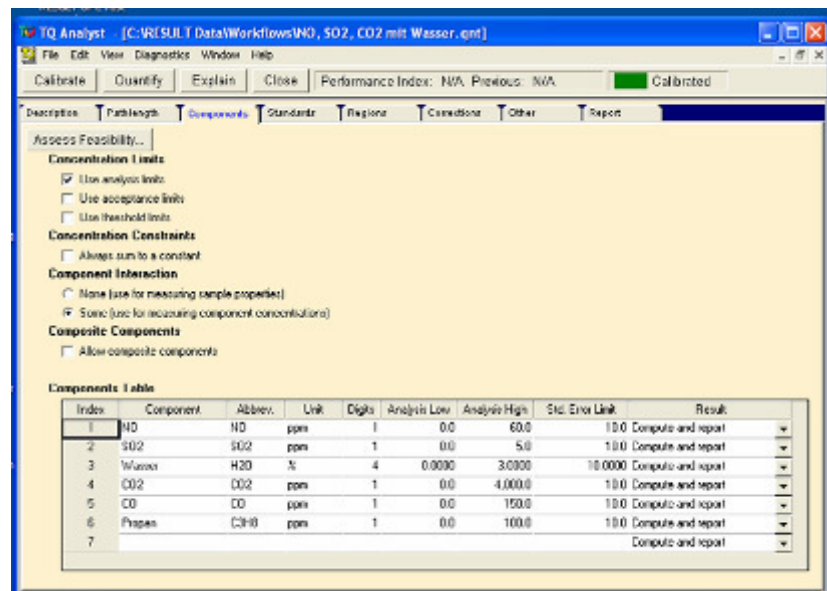 TQ Analyst - [C:\RESULT Data\Workflows\NO, SO2, CO2 mit Wasser.qnt]
File Edit View Diagnostics Window Help
Calibrate Quantify Explain Close Performance Index: N/A Previous: N/A Calibrated
Description Pathlength Components Standards Regions Corrections Other Report
Assess Feasibility...
Concentration Limits
Use analysis limits
Use acceptance limits
Use threshold limits
Concentration Constraints
Always sum to a constant
Component Interaction
None (use for measuring sample properties)
Some (use for measuring component concentrations)
Composite Components
Allow composite components
Components Table
Index Component Abbrev. Unit Digits Analysis Low Analysis High Std. Error Limit Result
1 NO NO ppm 1 0.0 60.0 10.0 Compute and report
2 SO2 SO2 ppm 1 0.0 5.0 10.0 Compute and report
3 Wasser H2O % 4 0.0000 3.0000 10.0000 Compute and report
4 CO2 CO2 ppm 1 0.0 4,000.0 10.0 Compute and report
5 CO CO ppm 1 0.0 150.0 10.0 Compute and report
6 Propan C3H8 ppm 1 0.0 100.0 10.0 Compute and report
7 Compute and report